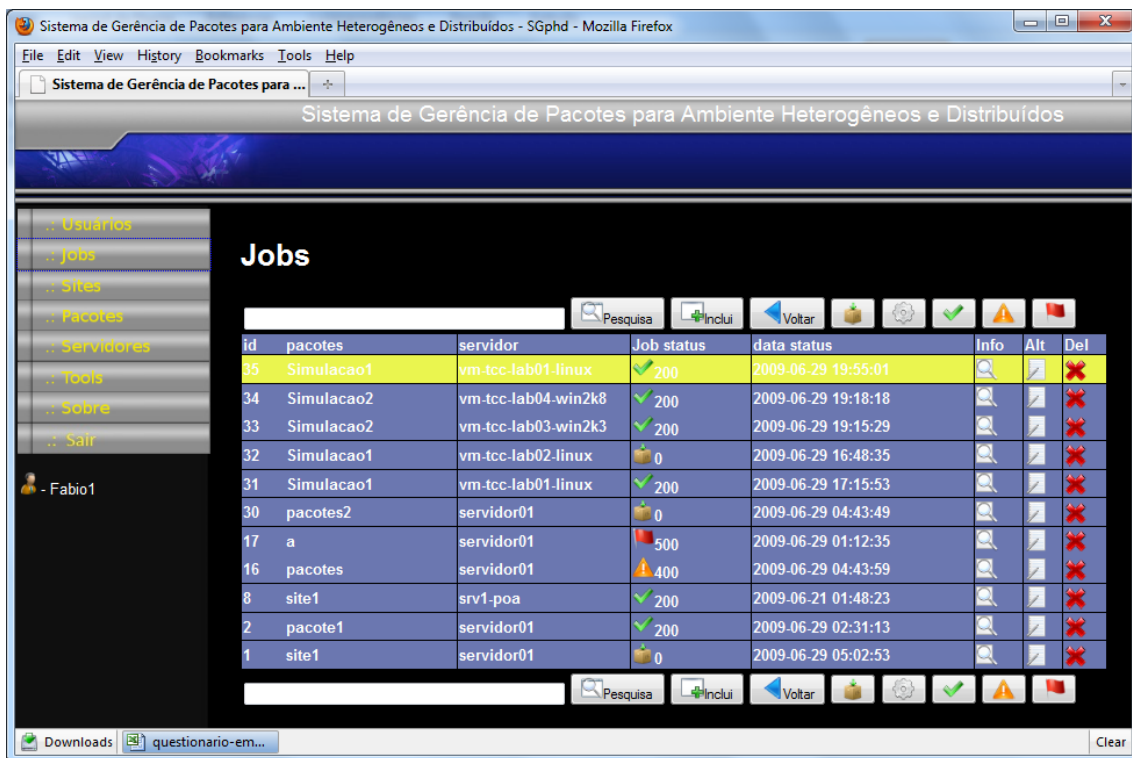 Sistema de Gerência de Pacotes para Ambiente Heterogêneos e Distribuídos - SGphd - Mozilla Firefox
File Edit View History Bookmarks Tools Help
Sistema de Gerência de Pacotes para ...
Sistema de Gerência de Pacotes para Ambiente Heterogêneos e Distribuídos
.: Usuários
.: Jobs
.: Sites
.: Pacotes
.: Servidores
.: Tools
.: Sobre
.: Sair
- Fabio1
Jobs
Pesquisa Inclui Voltar
id pacotes servidor Job status data status Info Alt Del
35 Simulacao1 vm-tcc-lab01-linux 200 2009-06-29 19:55:01
34 Simulacao2 vm-tcc-lab04-win2k8 200 2009-06-29 19:18:18
33 Simulacao2 vm-tcc-lab03-win2k3 200 2009-06-29 19:15:29
32 Simulacao1 vm-tcc-lab02-linux 0 2009-06-29 16:48:35
31 Simulacao1 vm-tcc-lab01-linux 200 2009-06-29 17:15:53
30 pacotes2 servidor01 0 2009-06-29 04:43:49
17 a servidor01 500 2009-06-29 01:12:35
16 pacotes servidor01 400 2009-06-29 04:43:59
8 site1 srv1-poa 200 2009-06-21 01:48:23
2 pacote1 servidor01 200 2009-06-29 02:31:13
1 site1 servidor01 0 2009-06-29 05:02:53
Pesquisa Inclui Voltar
Downloads questionario-em... Clear